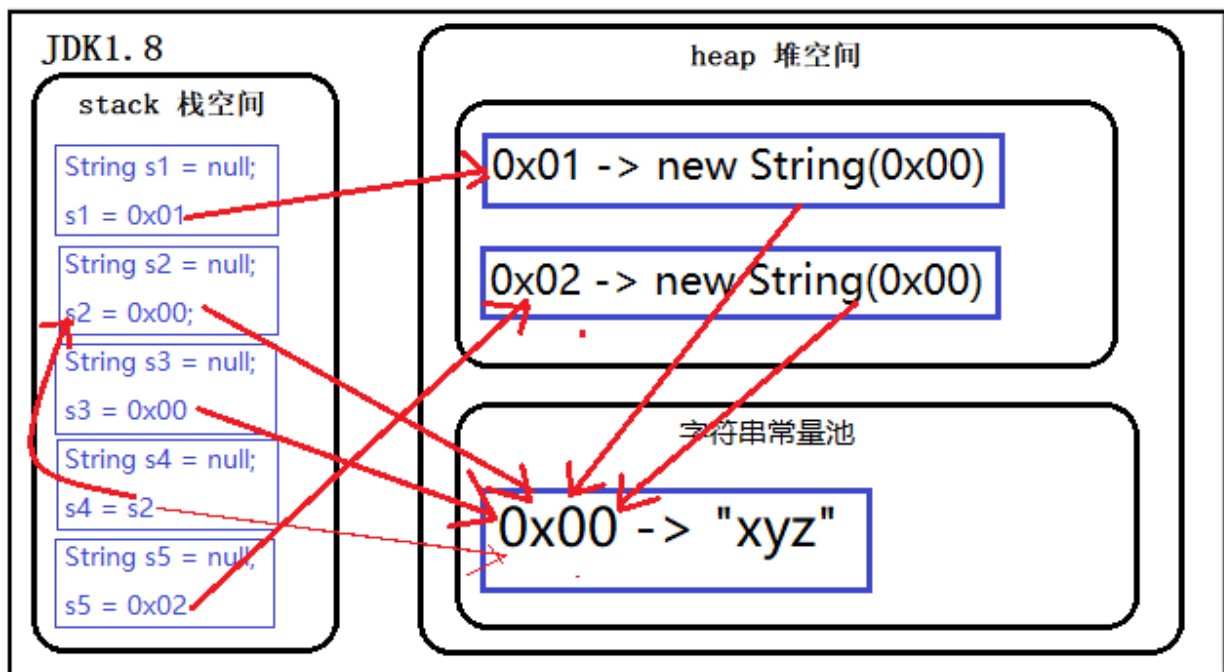 JDK1.8
stack 栈空间
String s1 = null;
s1 = 0x01
String s2 = null;
s2 = 0x00;
String s3 = null;
s3 = 0x00
String s4 = null;
s4 = s2
String s5 = null;
s5 = 0x02
heap 堆空间
0x01 -> new String(0x00)
0x02 -> new String(0x00)
字符串常量池
0x00 -> "xyz"